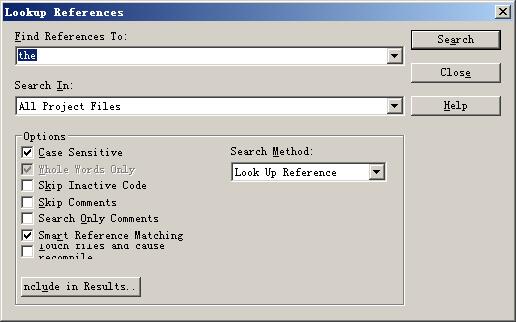 Lookup References
Find References To:
the
Search
Close
Search In:
All Project Files
Help
Options
Case Sensitive
Search Method:
Whole Words Only
Look Up Reference
Skip Inactive Code
Skip Comments
Search Only Comments
Smart Reference Matching
Touch files and cause
recompile
nclude in Results..